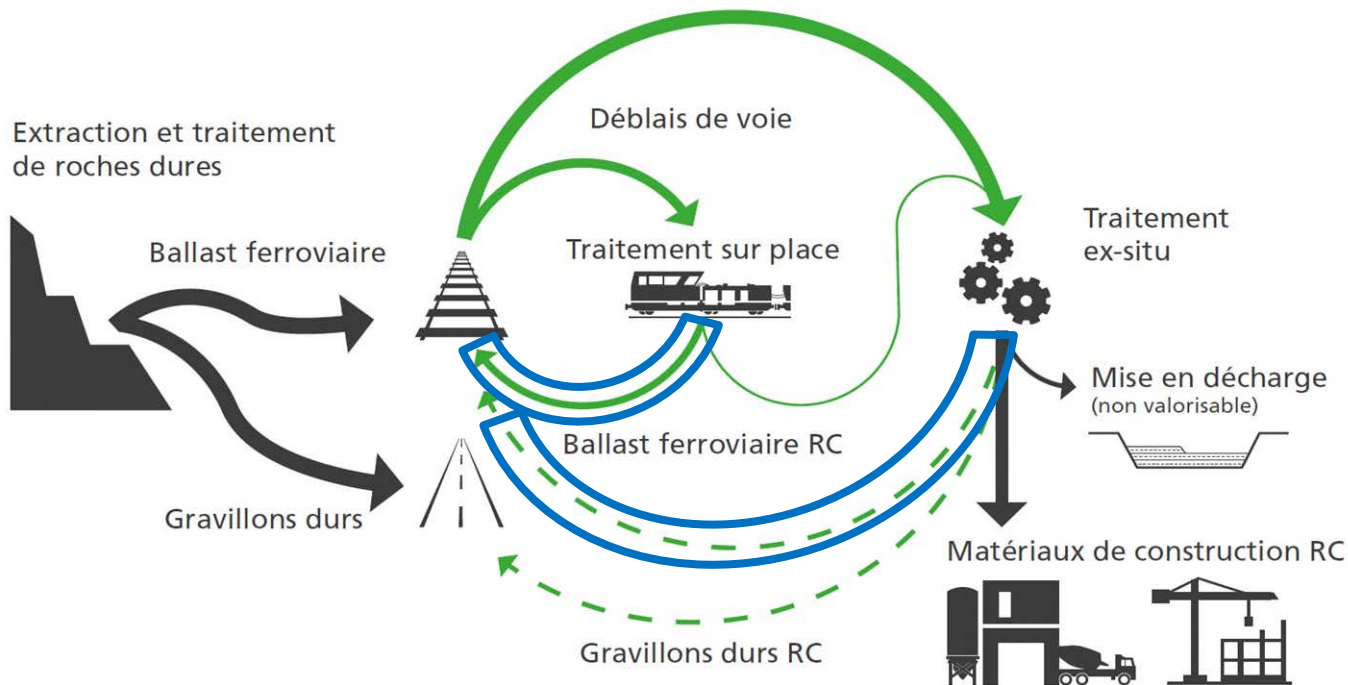 Déblais de voie
Extraction et traitement
de roches dures
Ballast ferroviaire
Traitement sur place
Traitement
ex-situ
Mise en décharge
(non valorisable)
Ballast ferroviaire RC
Gravillons durs
Matériaux de construction RC
Gravillons durs RC